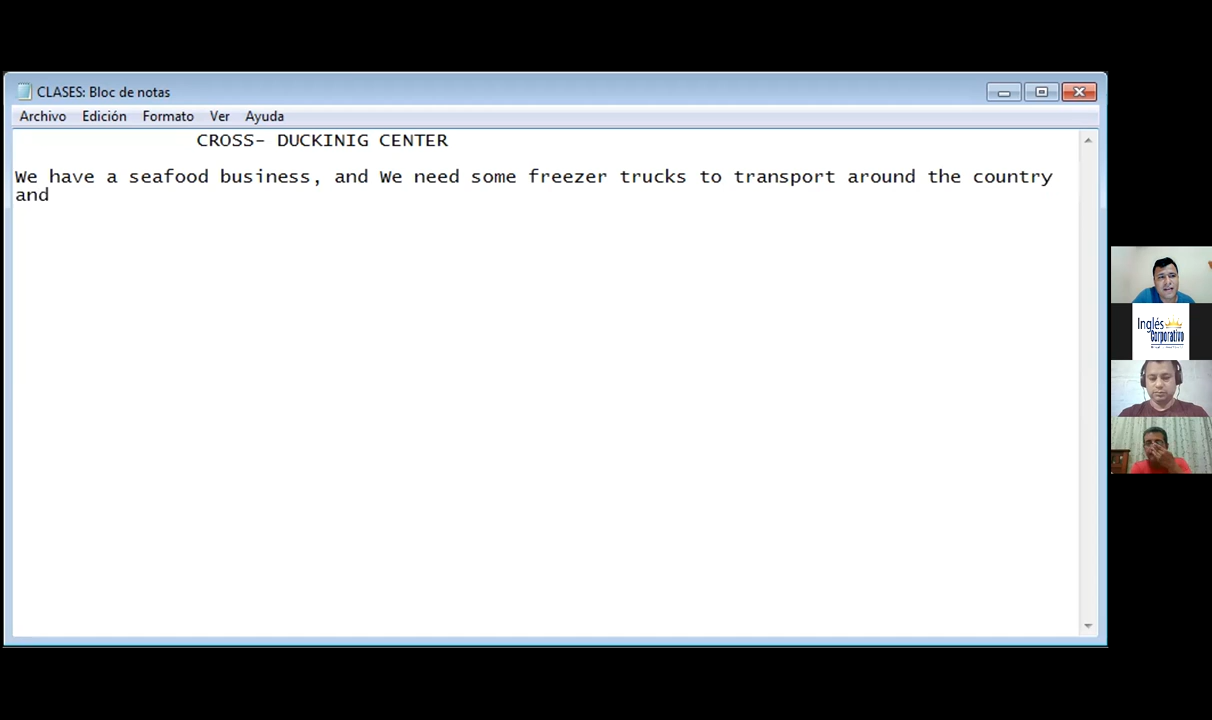 CLASES: Bloc de notas
Archivo Edición Formato Ver Ayuda
CROSS- DUCKINIG CENTER
We have a seafood business, and We need some freezer trucks to transport around the country
and
Inglés
Corporativo